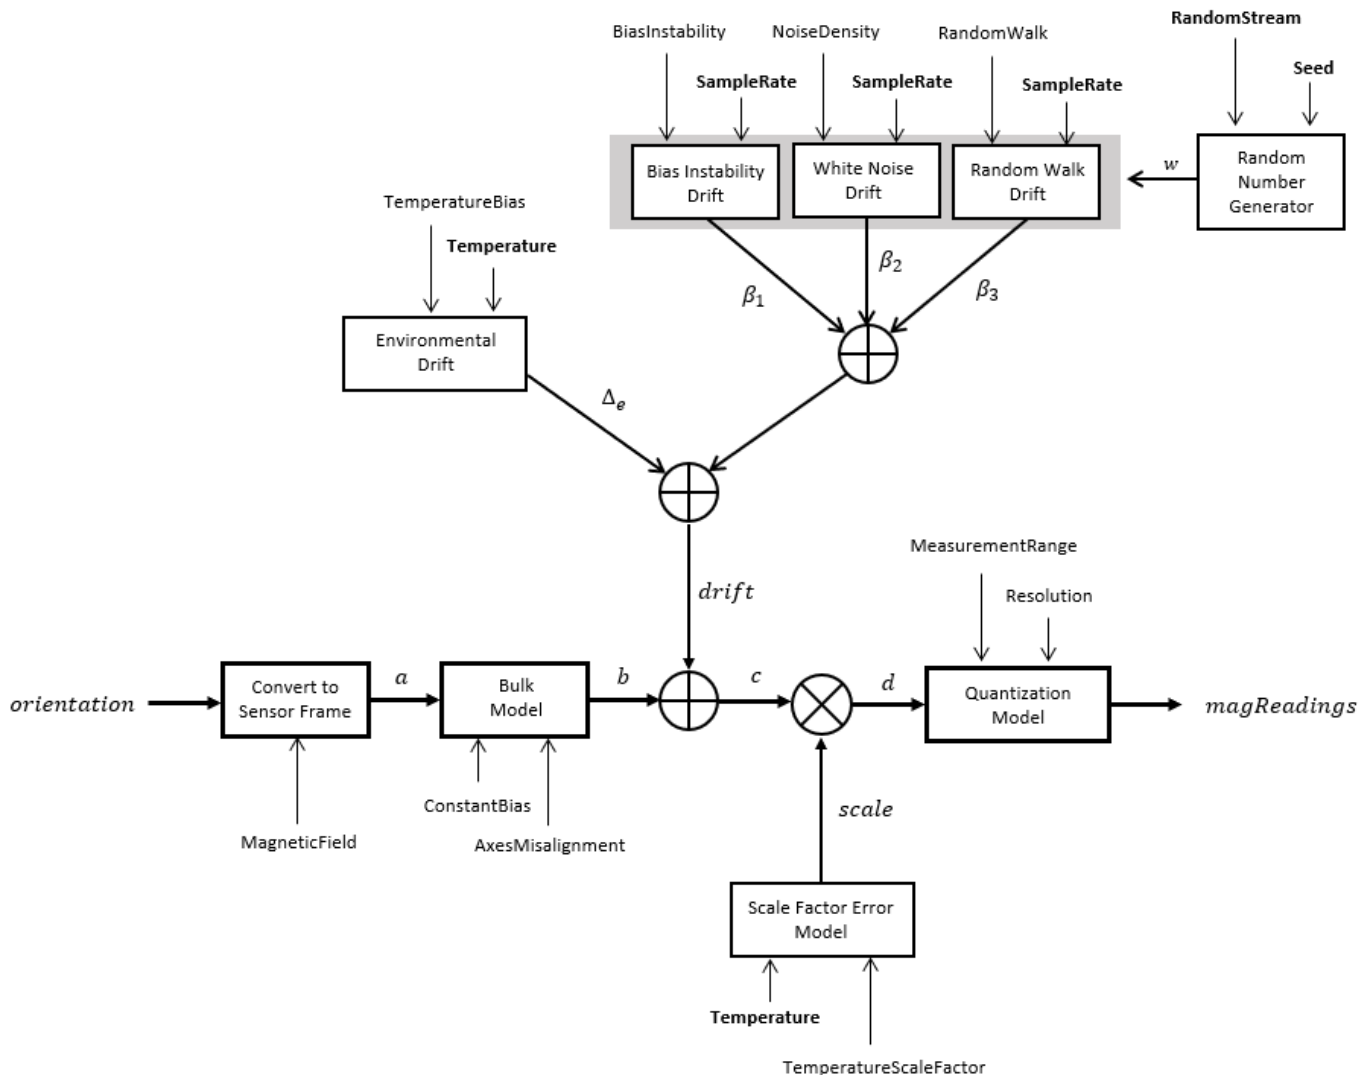 RandomStream
BiasInstability
NoiseDensity
RandomWalk
Seed
SampleRate
SampleRate
SampleRate
Bias Instability
Drift
White Noise
Drift
Random Walk
Drift
w
Random
Number
Generator
TemperatureBias
Temperature
β₁
β₂
β₃
Environmental
Drift
Δₑ
drift
MeasurementRange
Resolution
orientation
Convert to
Sensor Frame
a
Bulk
Model
b
c
d
Quantization
Model
magReadings
MagneticField
ConstantBias
AxesMisalignment
scale
Scale Factor Error
Model
Temperature
TemperatureScaleFactor